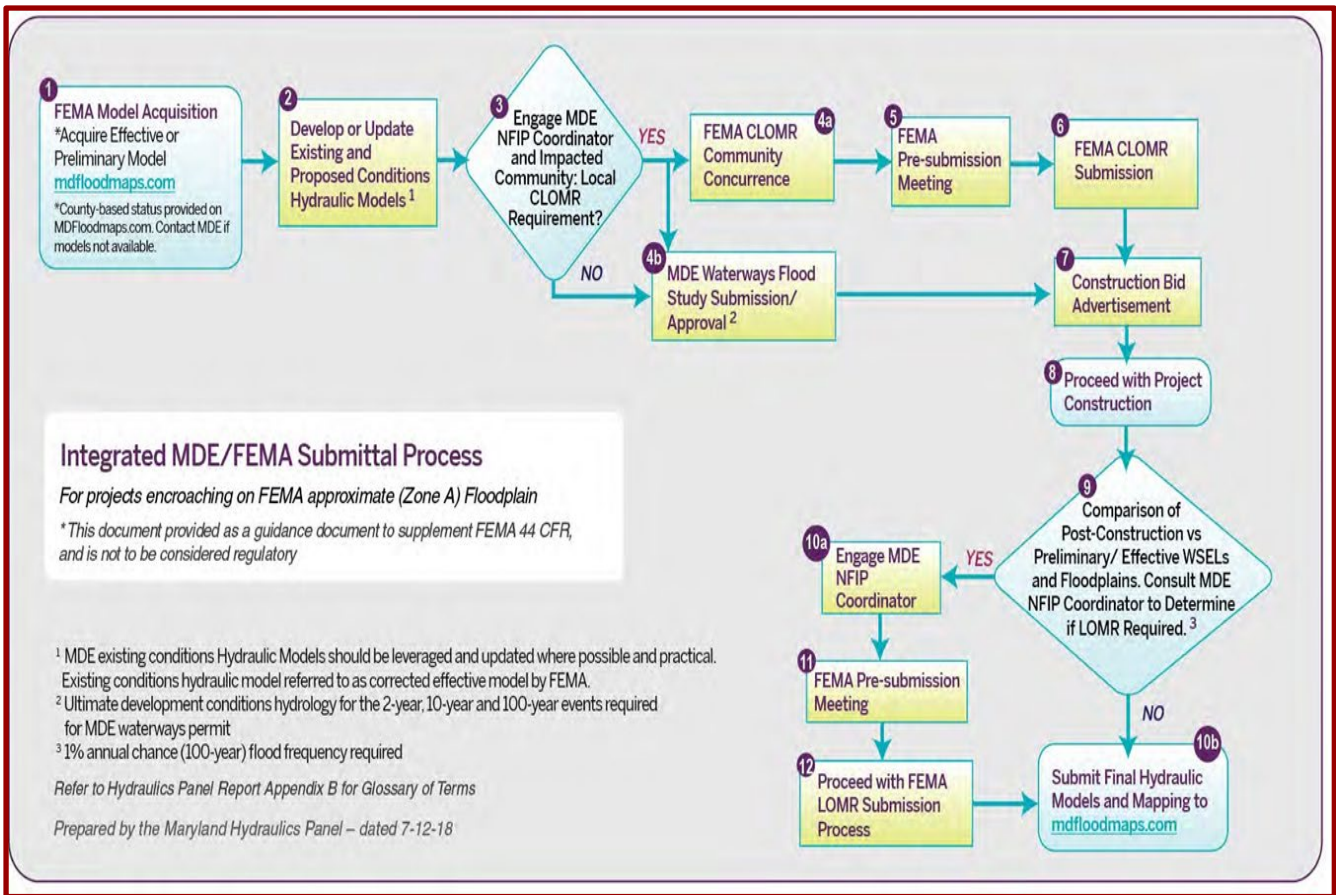 1
FEMA Model Acquisition
*Acquire Effective or
Preliminary Model
mdfloodmaps.com
*County-based status provided on
MDFloodmaps.com. Contact MDE if
models not available.
2
Develop or Update
Existing and
Proposed Conditions
Hydraulic Models 1
3
Engage MDE
NFIP Coordinator
and Impacted
Community: Local
CLOMR
Requirement?
YES
NO
4a
FEMA CLOMR
Community
Concurrence
4b
MDE Waterways Flood
Study Submission/
Approval 2
5
FEMA
Pre-submission
Meeting
6
FEMA CLOMR
Submission
7
Construction Bid
Advertisement
8
Proceed with Project
Construction
9
Comparison of
Post-Construction vs
Preliminary/ Effective WSELs
and Floodplains. Consult MDE
NFIP Coordinator to Determine
if LOMR Required. 3
YES
NO
10a
Engage MDE
NFIP
Coordinator
11
FEMA Pre-submission
Meeting
12
Proceed with FEMA
LOMR Submission
Process
10b
Submit Final Hydraulic
Models and Mapping to
mdfloodmaps.com
Integrated MDE/FEMA Submittal Process
For projects encroaching on FEMA approximate (Zone A) Floodplain
*This document provided as a guidance document to supplement FEMA 44 CFR,
and is not to be considered regulatory
1 MDE existing conditions Hydraulic Models should be leveraged and updated where possible and practical.
Existing conditions hydraulic model referred to as corrected effective model by FEMA.
2 Ultimate development conditions hydrology for the 2-year, 10-year and 100-year events required
for MDE waterways permit
3 1% annual chance (100-year) flood frequency required
Refer to Hydraulics Panel Report Appendix B for Glossary of Terms
Prepared by the Maryland Hydraulics Panel – dated 7-12-18